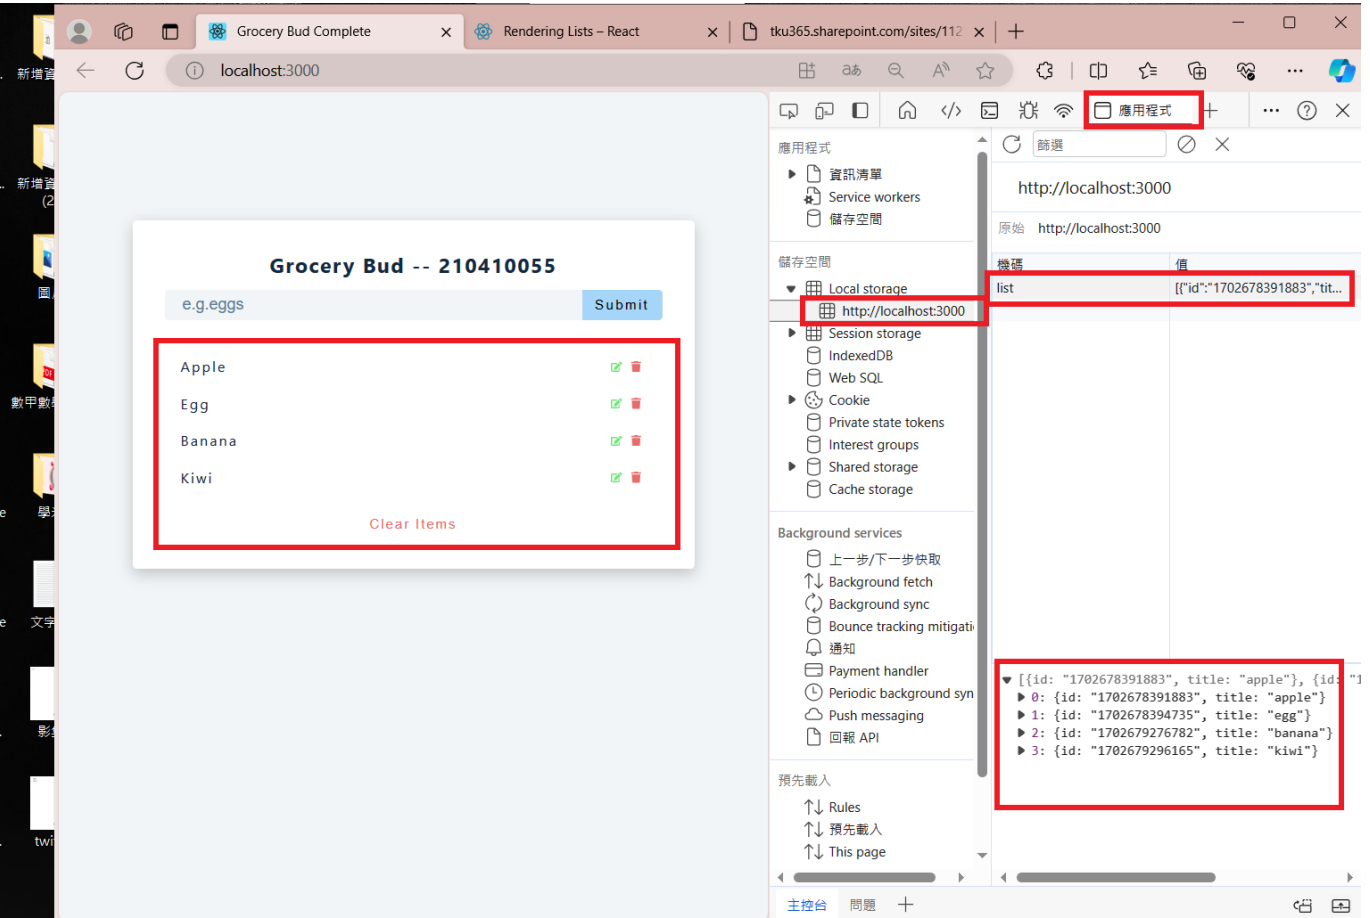 Grocery Bud Complete
Rendering Lists – React
tku365.sharepoint.com/sites/112
localhost:3000
新增資
新增資
(2
數甲數
文字
twi
Grocery Bud -- 210410055
e.g.eggs
Submit
Apple
Egg
Banana
Kiwi
Clear Items
應用程式
應用程式
資訊清單
Service workers
儲存空間
儲存空間
Local storage
http://localhost:3000
Session storage
IndexedDB
Web SQL
Cookie
Private state tokens
Interest groups
Shared storage
Cache storage
Background services
上一步/下一步快取
Background fetch
Background sync
Bounce tracking mitigati
通知
Payment handler
Periodic background syn
Push messaging
回報 API
預先載入
Rules
預先載入
This page
篩選
http://localhost:3000
原始 http://localhost:3000
機碼 值
list [{"id":"1702678391883","tit...
[{id: "1702678391883", title: "apple"}, {id: "1
0: {id: "1702678391883", title: "apple"}
1: {id: "1702678394735", title: "egg"}
2: {id: "1702679276782", title: "banana"}
3: {id: "1702679296165", title: "kiwi"}
主控台 問題